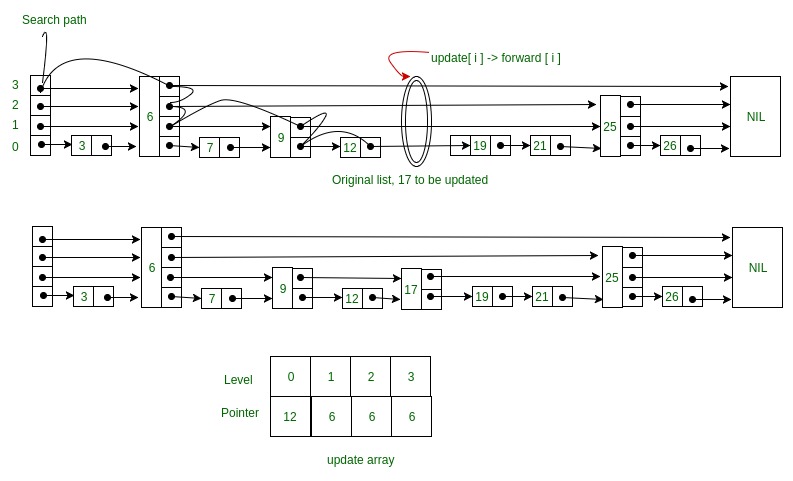 Search path
update[ i ] -> forward [ i ]
3
2
1
0
3
6
7
9
12
19
21
25
26
NIL
Original list, 17 to be updated
3
6
7
9
12
17
19
21
25
26
NIL
Level 0 1 2 3
Pointer 12 6 6 6
update array